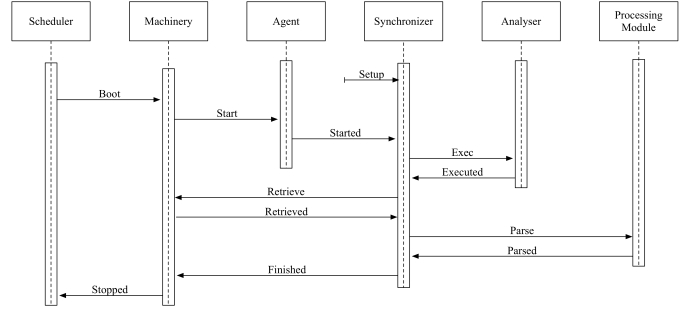 Scheduler
Machinery
Agent
Synchronizer
Analyser
Processing
Module
Setup
Boot
Start
Started
Exec
Executed
Retrieve
Retrieved
Parse
Parsed
Finished
Stopped